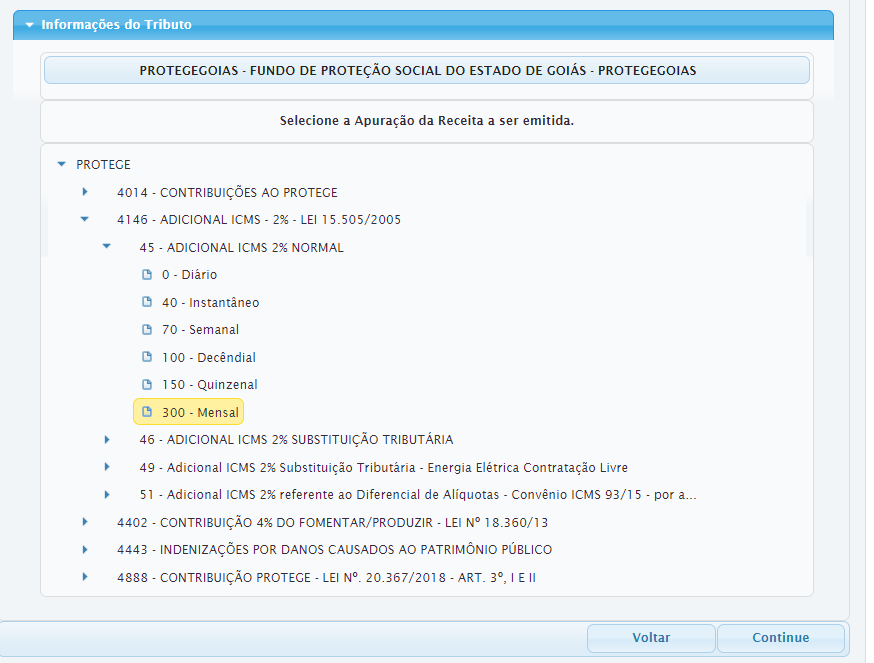 Informações do Tributo
PROTEGEGOIAS - FUNDO DE PROTEÇÃO SOCIAL DO ESTADO DE GOIÁS - PROTEGEGOIAS
Selecione a Apuração da Receita a ser emitida.
PROTEGE
4014 - CONTRIBUIÇÕES AO PROTEGE
4146 - ADICIONAL ICMS - 2% - LEI 15.505/2005
45 - ADICIONAL ICMS 2% NORMAL
0 - Diário
40 - Instantâneo
70 - Semanal
100 - Decêndial
150 - Quinzenal
300 - Mensal
46 - ADICIONAL ICMS 2% SUBSTITUIÇÃO TRIBUTÁRIA
49 - Adicional ICMS 2% Substituição Tributária - Energia Elétrica Contratação Livre
51 - Adicional ICMS 2% referente ao Diferencial de Alíquotas - Convênio ICMS 93/15 - por a...
4402 - CONTRIBUIÇÃO 4% DO FOMENTAR/PRODUZIR - LEI Nº 18.360/13
4443 - INDENIZAÇÕES POR DANOS CAUSADOS AO PATRIMÔNIO PÚBLICO
4888 - CONTRIBUIÇÃO PROTEGE - LEI Nº. 20.367/2018 - ART. 3º, I E II
Voltar
Continue